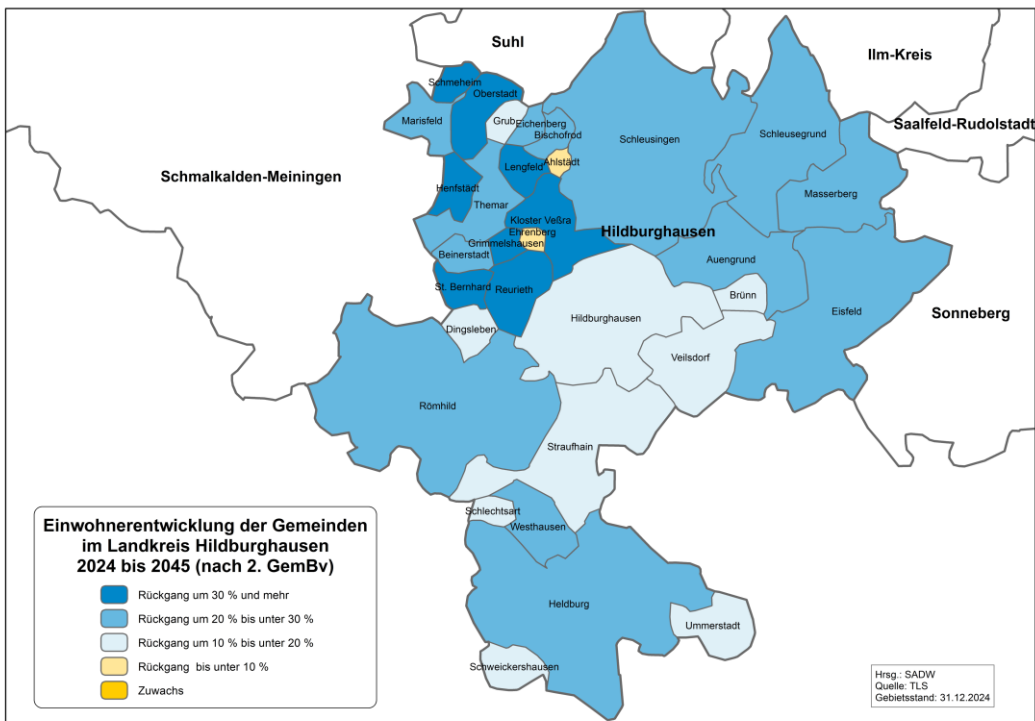 Suhl
Ilm-Kreis
Saalfeld-Rudolstadt
Schmalkalden-Meiningen
Sonneberg
Hildburghausen
Schmeheim
Oberstadt
Marisfeld
Grub
Eichenberg
Bischofrod
Schleusingen
Schleusegrund
Ahlstädt
Lengfeld
Henfstädt
Themar
Masserberg
Kloster Veßra
Ehrenberg
Grimmelshausen
Beinerstadt
Auengrund
St. Bernhard
Reurieth
Brünn
Hildburghausen
Eisfeld
Dingsleben
Veilsdorf
Römhild
Straufhain
Schlechtsart
Westhausen
Heldburg
Ummerstadt
Schweickershausen
Einwohnerentwicklung der Gemeinden
im Landkreis Hildburghausen
2024 bis 2045 (nach 2. GemBv)
Rückgang um 30 % und mehr
Rückgang um 20 % bis unter 30 %
Rückgang um 10 % bis unter 20 %
Rückgang bis unter 10 %
Zuwachs
Hrsg.: SADW
Quelle: TLS
Gebietsstand: 31.12.2024